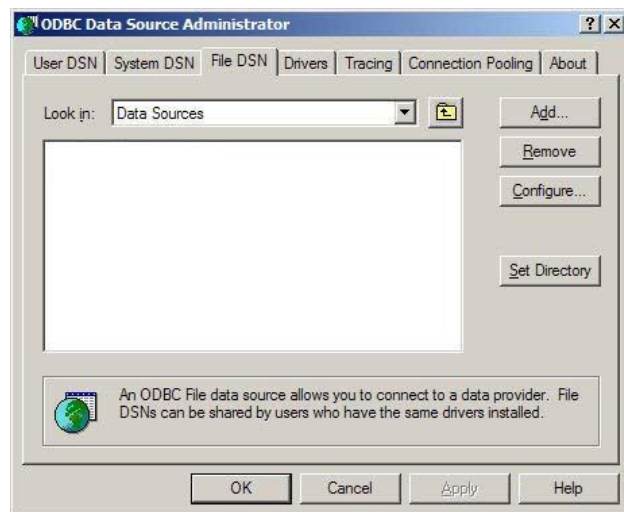 ODBC Data Source Administrator
User DSN System DSN File DSN Drivers Tracing Connection Pooling About
Look in: Data Sources
Add...
Remove
Configure...
Set Directory
An ODBC File data source allows you to connect to a data provider. File
DSNs can be shared by users who have the same drivers installed.
OK Cancel Apply Help